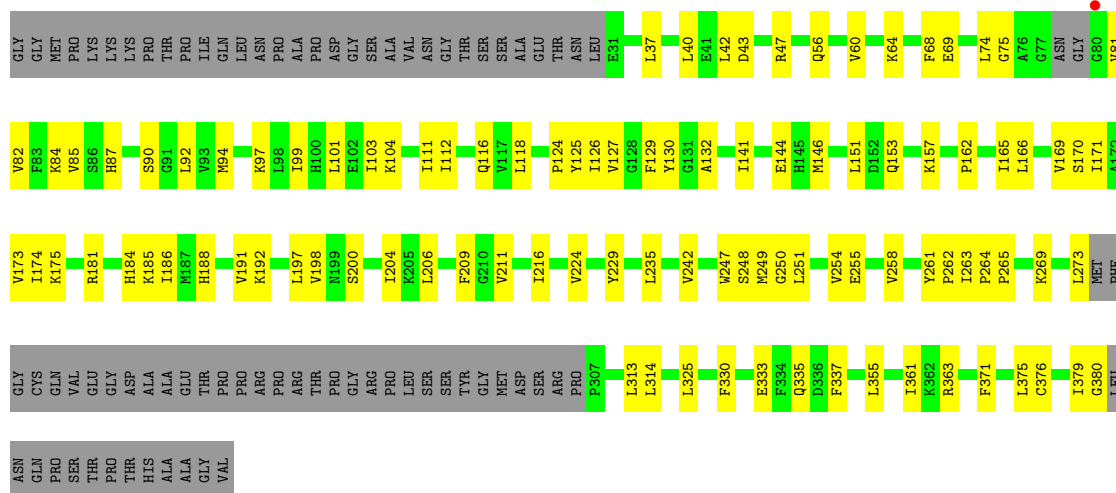 GLY GLY MET PRO LYS LYS LYS PRO THR PRO ILE GLN LEU ASN PRO ALA PRO ASP GLY SER ALA VAL ASN GLY THR SER SER ALA GLU THR ASN LEU E31 L37 L40 E41 L42 D43 R47 Q56 V60 K64 F68 E69 L74 G75 A76 G77 ASN GLY G80 V81
V82 F83 K84 V85 S86 H87 S90 G91 L92 V93 M94 K97 L98 I99 H100 L101 E102 I103 K104 I111 I112 Q116 V117 L118 P124 Y125 I126 V127 G128 F129 Y130 G131 A132 I141 E144 H145 M146 L151 D152 Q153 K157 P162 I165 L166 V169 S170 I171 A172
V173 I174 K175 R181 H184 K185 I186 M187 H188 V191 K192 L197 V198 N199 S200 I204 K205 L206 F209 G210 V211 I216 V224 Y229 L235 V242 W247 S248 M249 G250 L251 V254 E255 V258 Y261 P262 I263 P264 P265 K269 L273 MET PHE
GLY CYS GLN VAL GLU GLY ASP ALA ALA GLU THR PRO PRO ARG PRO ARG THR PRO GLY ARG PRO LEU SER SER TYR GLY MET ASP SER ARG PRO P307 L313 L314 L325 F330 E333 F334 Q335 D336 F337 L355 I361 K362 R363 F371 L375 C376 I379 G380 LEU
ASN GLN PRO SER THR PRO THR HIS ALA ALA GLY VAL